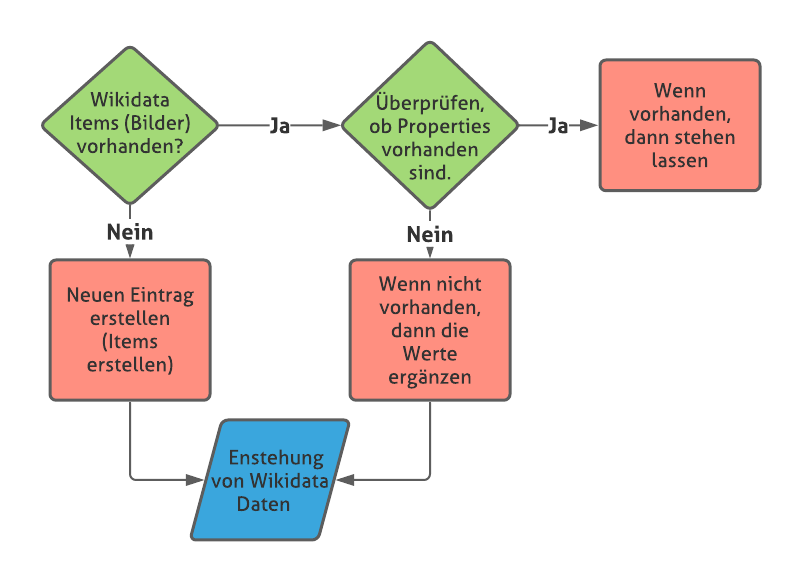 Wikidata
Items (Bilder)
vorhanden?
Ja
Überprüfen,
ob Properties
vorhanden
sind.
Ja
Wenn
vorhanden,
dann stehen
lassen
Nein
Nein
Neuen Eintrag
erstellen
(Items
erstellen)
Wenn nicht
vorhanden,
dann die
Werte
ergänzen
Enstehung
von Wikidata
Daten